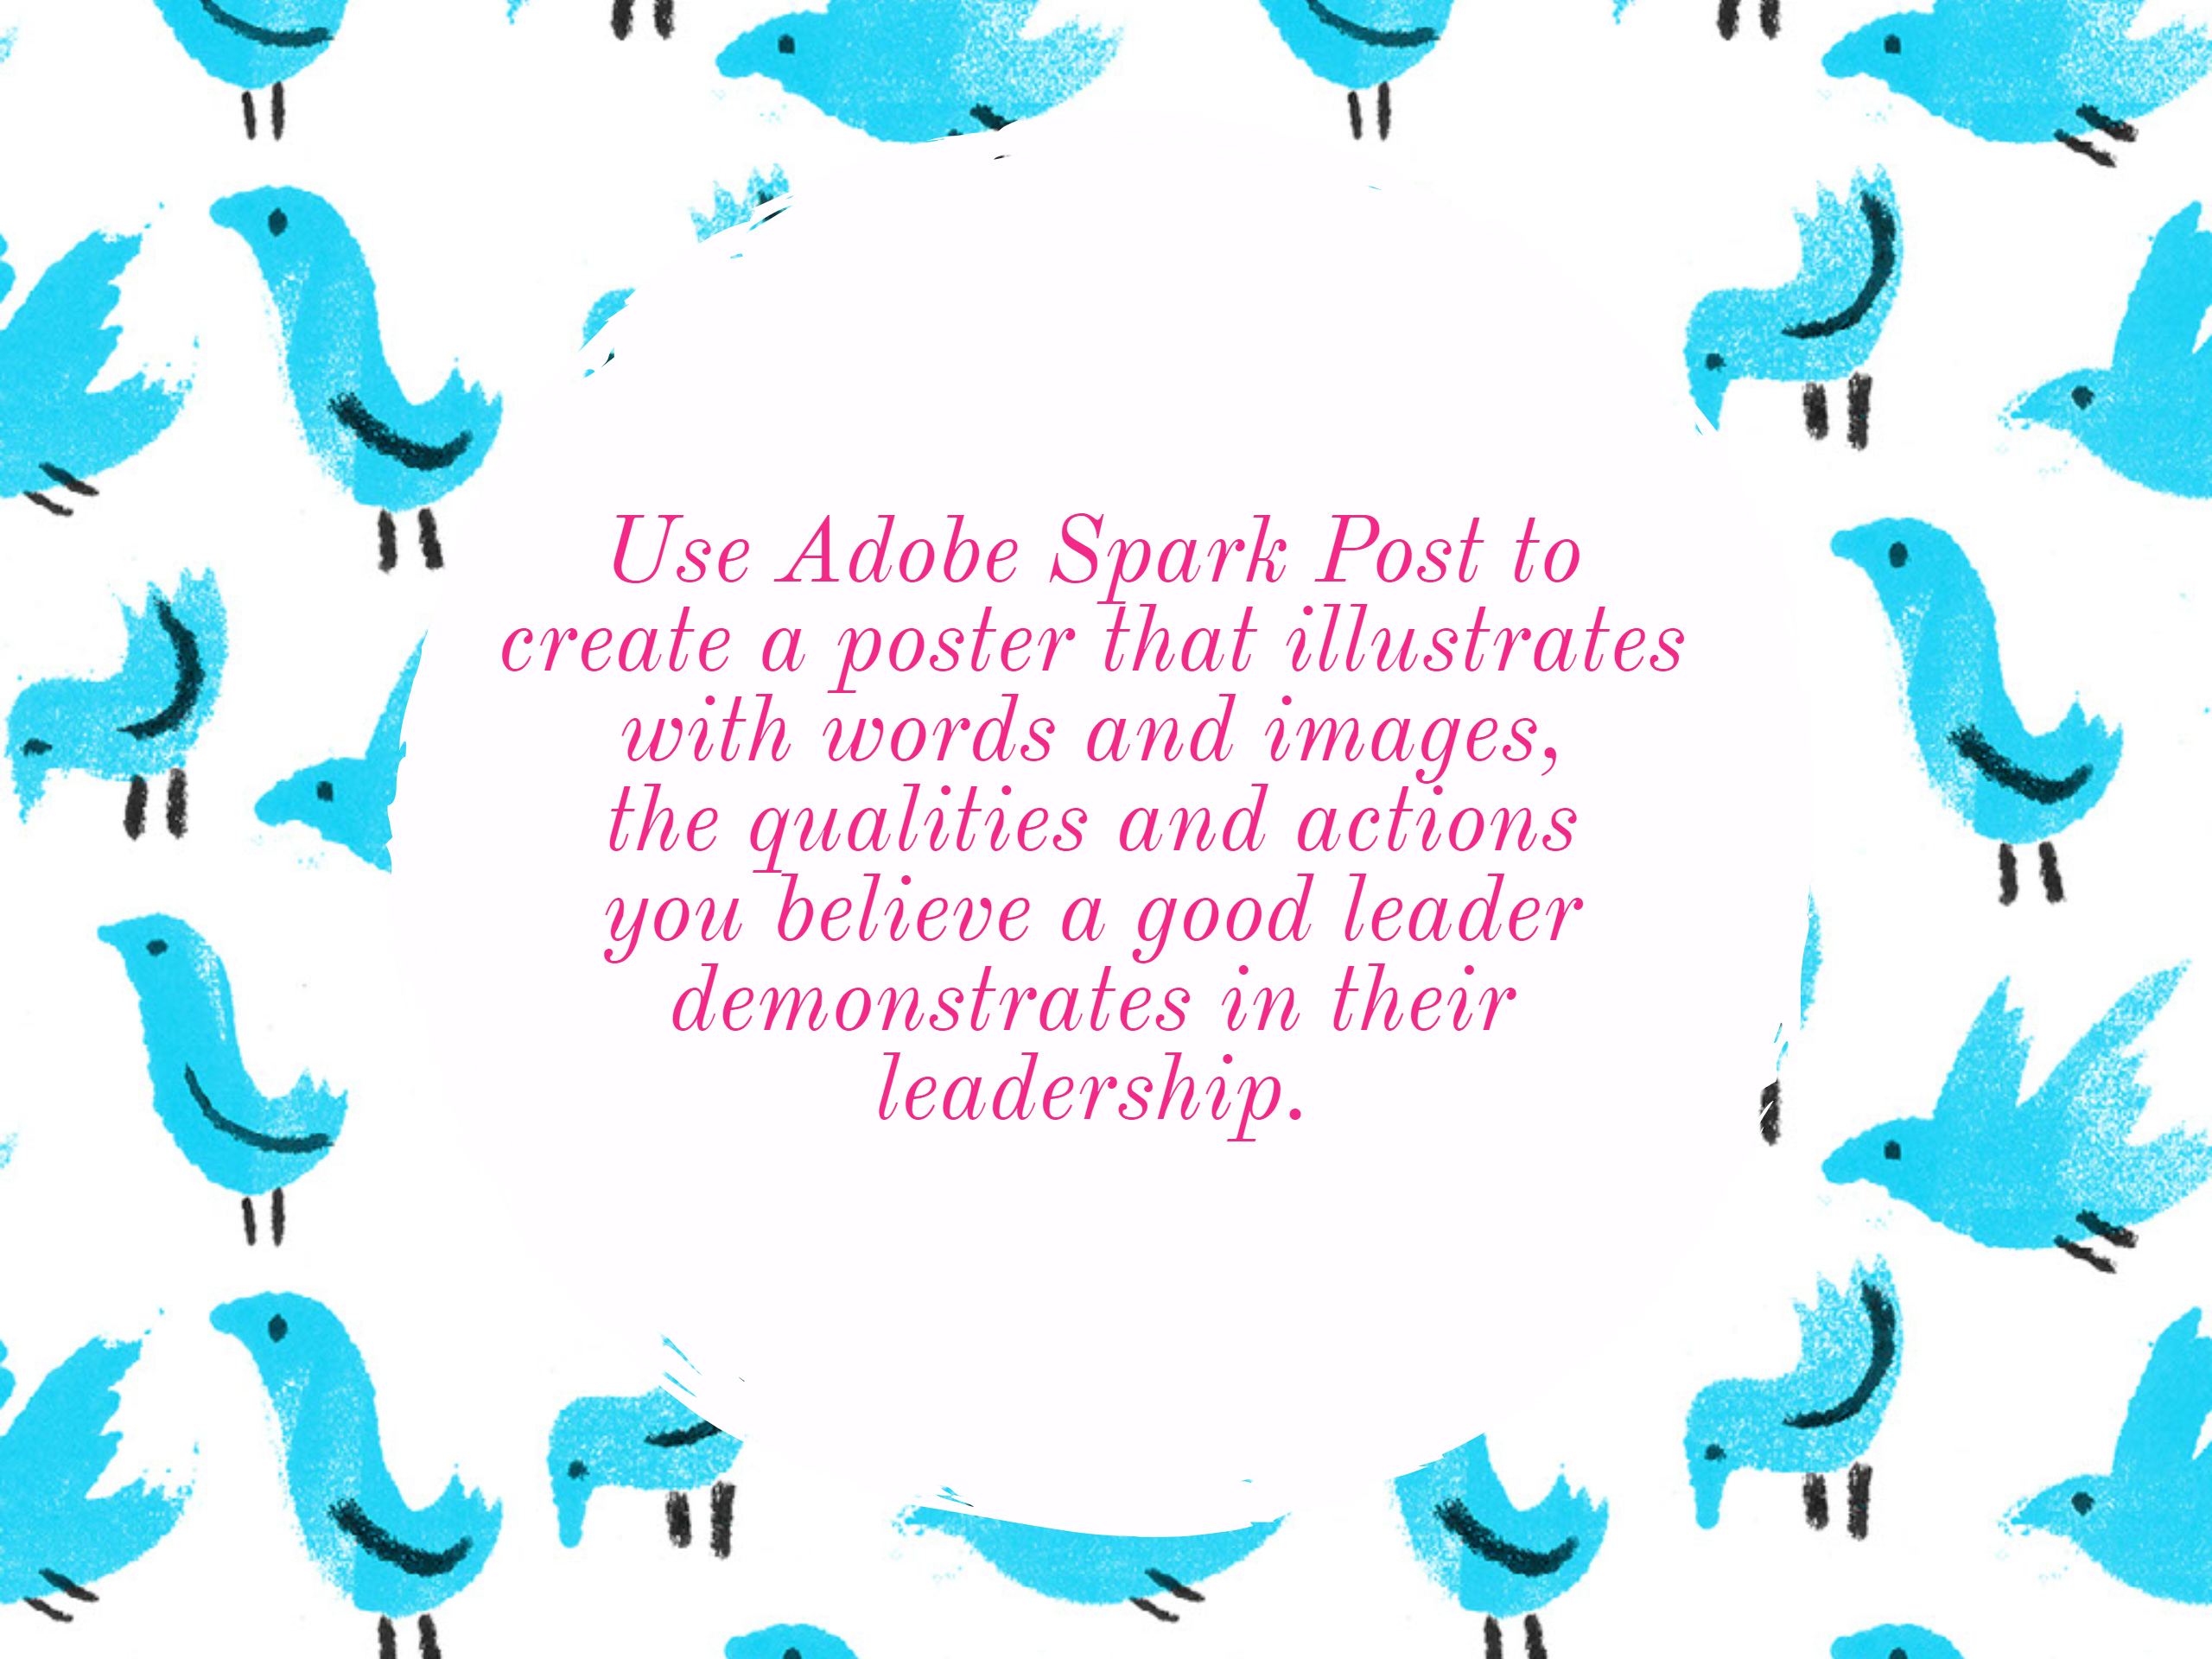 Use Adobe Spark Post to
create a poster that illustrates
with words and images,
the qualities and actions
you believe a good leader
demonstrates in their
leadership.